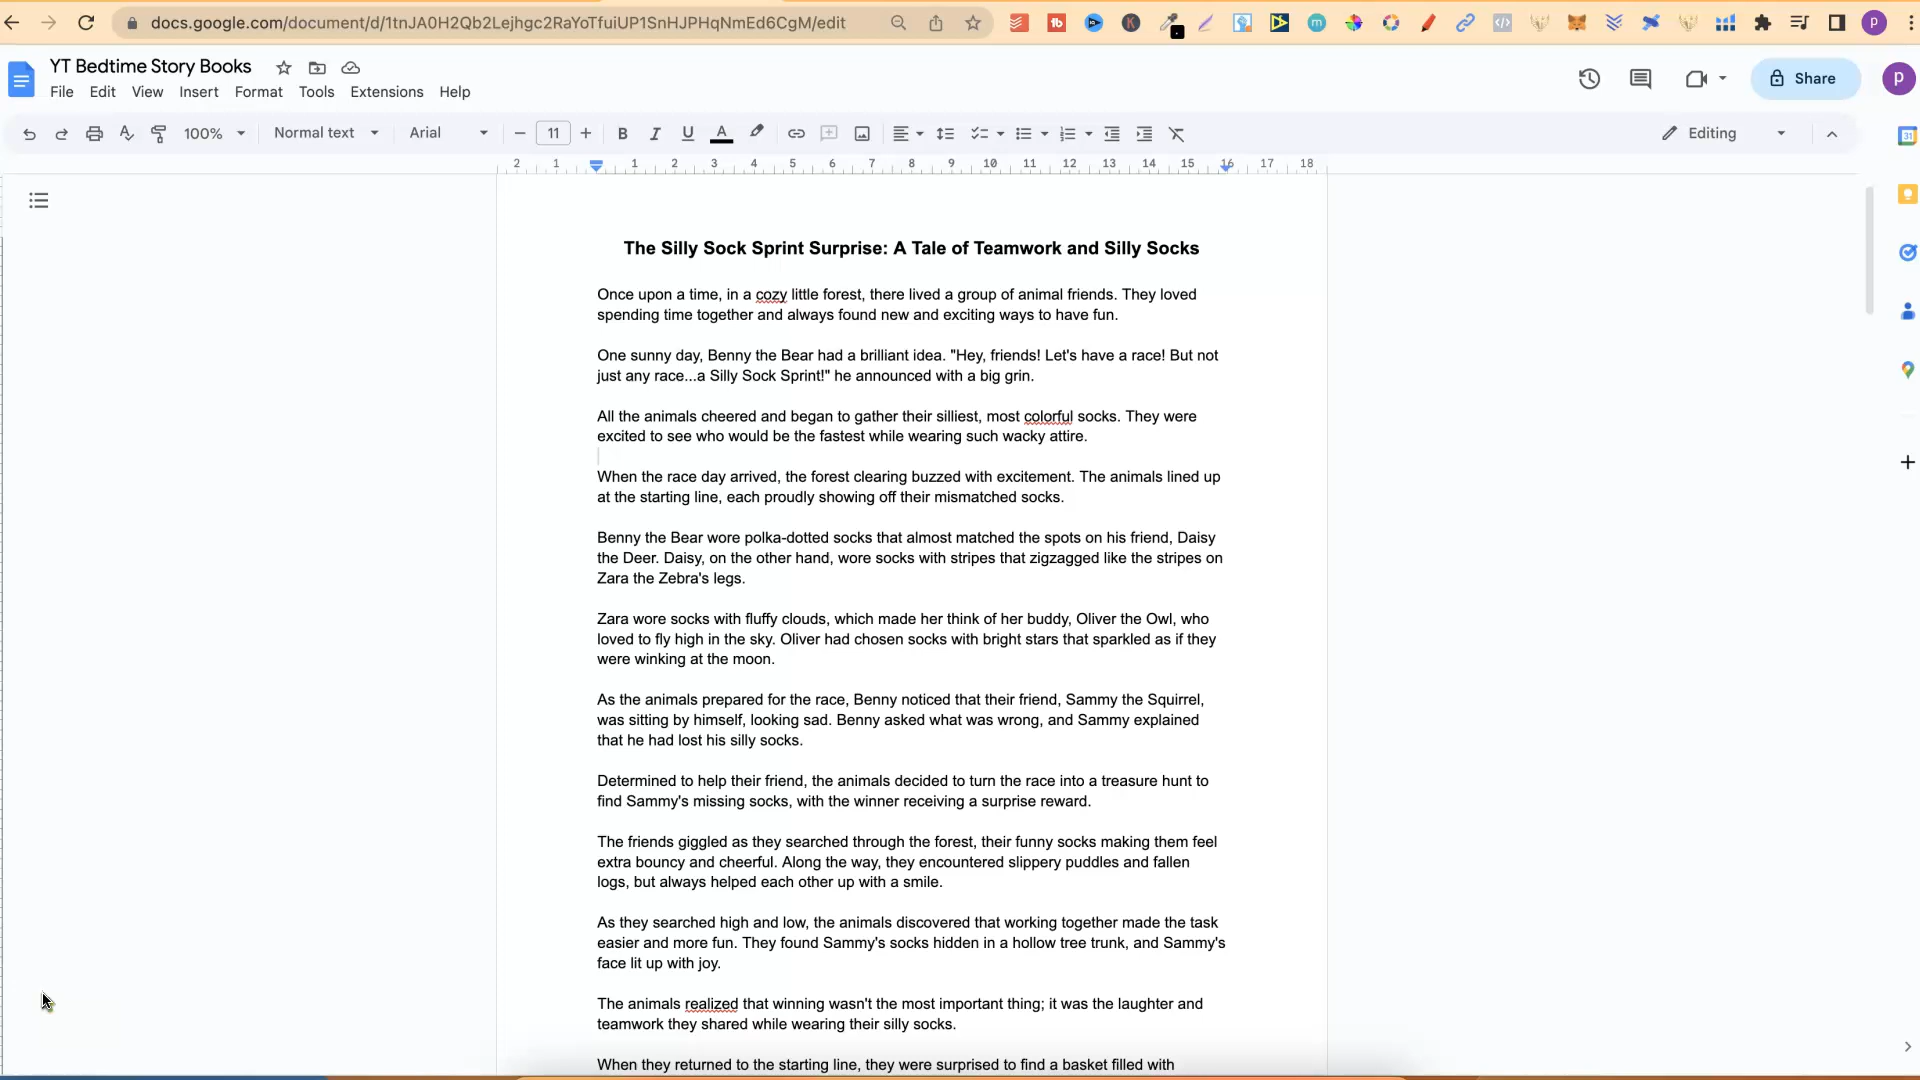 docs.google.com/document/d/1tnJA0H2Qb2Lejhgc2RaYoTfuiUP1SnHJPHqNmEd6CgM/edit
YT Bedtime Story Books
File Edit View Insert Format Tools Extensions Help
Share
P
100% Normal text Arial 11 Editing
2 1 1 2 3 4 5 6 7 8 9 10 11 12 13 14 15 16 17 18
The Silly Sock Sprint Surprise: A Tale of Teamwork and Silly Socks
Once upon a time, in a cozy little forest, there lived a group of animal friends. They loved
spending time together and always found new and exciting ways to have fun.
One sunny day, Benny the Bear had a brilliant idea. "Hey, friends! Let's have a race! But not
just any race...a Silly Sock Sprint!" he announced with a big grin.
All the animals cheered and began to gather their silliest, most colorful socks. They were
excited to see who would be the fastest while wearing such wacky attire.
When the race day arrived, the forest clearing buzzed with excitement. The animals lined up
at the starting line, each proudly showing off their mismatched socks.
Benny the Bear wore polka-dotted socks that almost matched the spots on his friend, Daisy
the Deer. Daisy, on the other hand, wore socks with stripes that zigzagged like the stripes on
Zara the Zebra's legs.
Zara wore socks with fluffy clouds, which made her think of her buddy, Oliver the Owl, who
loved to fly high in the sky. Oliver had chosen socks with bright stars that sparkled as if they
were winking at the moon.
As the animals prepared for the race, Benny noticed that their friend, Sammy the Squirrel,
was sitting by himself, looking sad. Benny asked what was wrong, and Sammy explained
that he had lost his silly socks.
Determined to help their friend, the animals decided to turn the race into a treasure hunt to
find Sammy's missing socks, with the winner receiving a surprise reward.
The friends giggled as they searched through the forest, their funny socks making them feel
extra bouncy and cheerful. Along the way, they encountered slippery puddles and fallen
logs, but always helped each other up with a smile.
As they searched high and low, the animals discovered that working together made the task
easier and more fun. They found Sammy's socks hidden in a hollow tree trunk, and Sammy's
face lit up with joy.
The animals realized that winning wasn't the most important thing; it was the laughter and
teamwork they shared while wearing their silly socks.
When they returned to the starting line, they were surprised to find a basket filled with